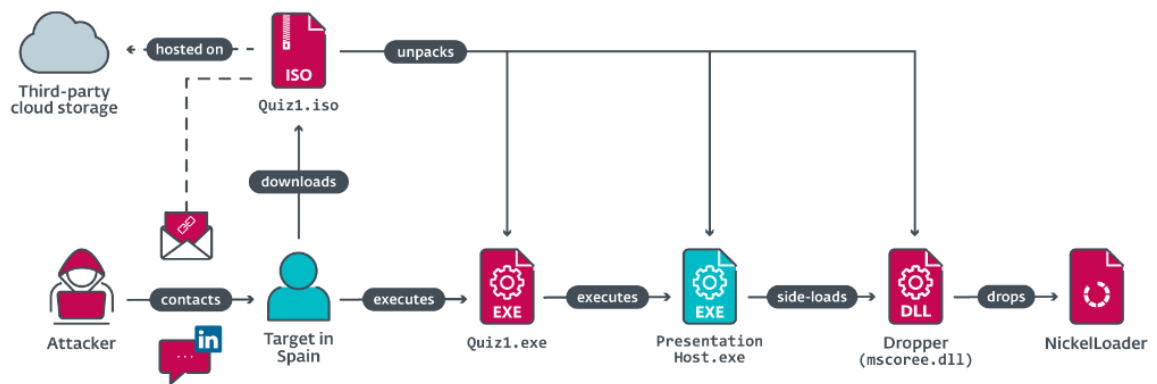 hosted on
ISO
unpacks
Third-party
cloud storage
Quiz1.iso
downloads
contacts
executes
EXE
executes
EXE
side-loads
DLL
drops
in
Attacker
Target in
Spain
Quiz1.exe
Presentation
Host.exe
Dropper
(mscoree.dll)
NickelLoader